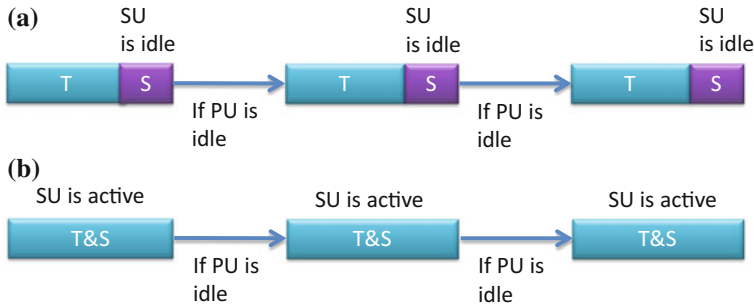 (a)
SU
is idle
SU
is idle
SU
is idle
T S
T S
T S
If PU is
idle
If PU is
idle
(b)
SU is active
SU is active
SU is active
T&S
T&S
T&S
If PU is
idle
If PU is
idle